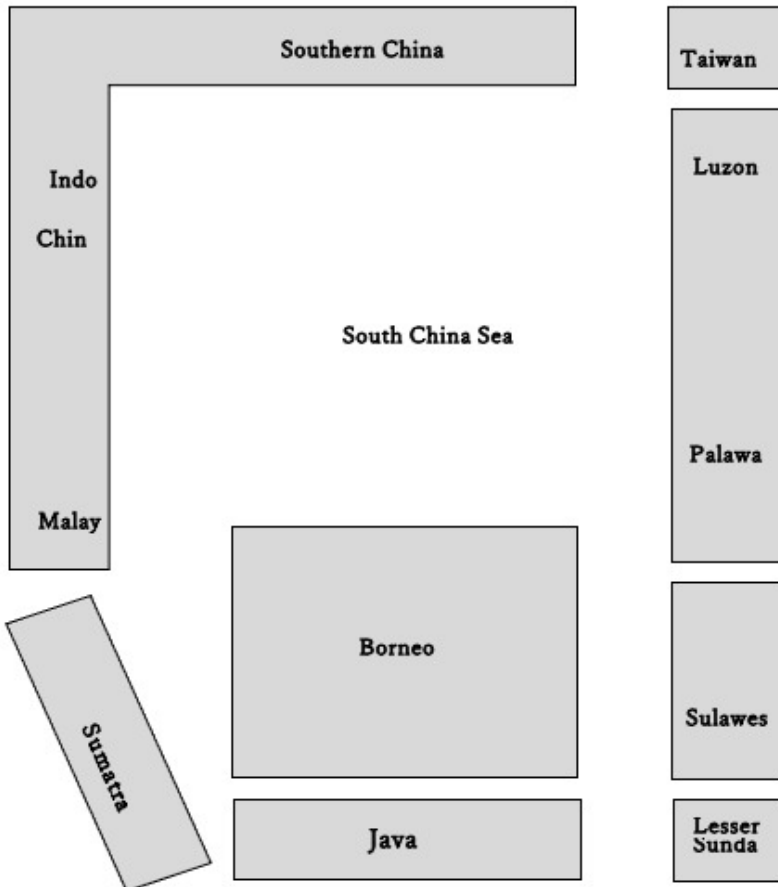 Southern China
Taiwan
Luzon
Indo
Chin
South China Sea
Palawa
Malay
Borneo
Sulawes
Sumatra
Java
Lesser
Sunda